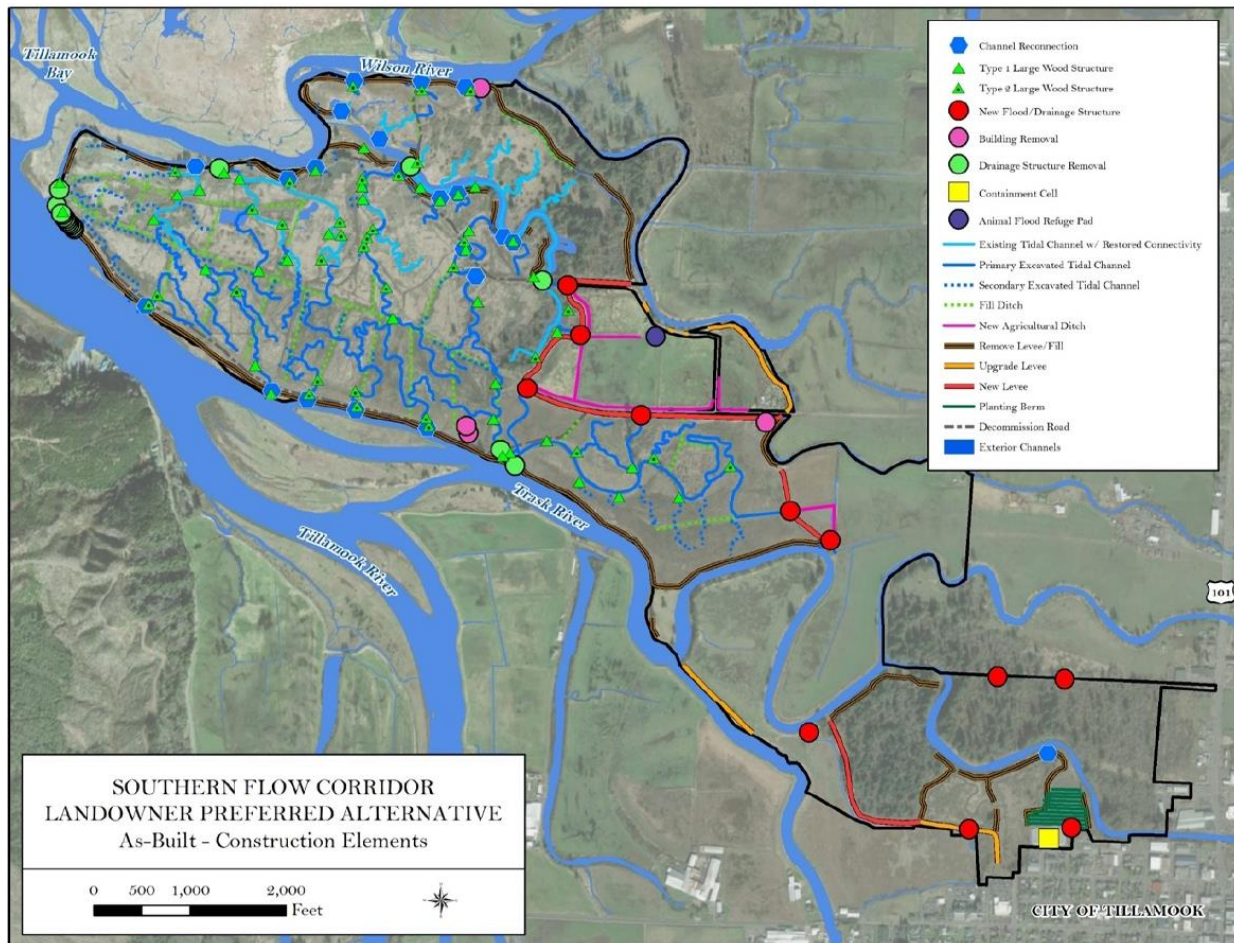 Tillamook
Bay
Wilson River
Channel Reconnection
Type 1 Large Wood Structure
Type 2 Large Wood Structure
New Flood/Drainage Structure
Building Removal
Drainage Structure Removal
Containment Cell
Animal Flood Refuge Pad
Existing Tidal Channel w/ Restored Connectivity
Primary Excavated Tidal Channel
Secondary Excavated Tidal Channel
Fill Ditch
New Agricultural Ditch
Remove Levee/Fill
Upgrade Levee
New Levee
Planting Berm
Decommission Road
Exterior Channels
Trask River
Tillamook River
101
SOUTHERN FLOW CORRIDOR
LANDOWNER PREFERRED ALTERNATIVE
As-Built - Construction Elements
0 500 1,000 2,000
Feet
CITY OF TILLAMOOK